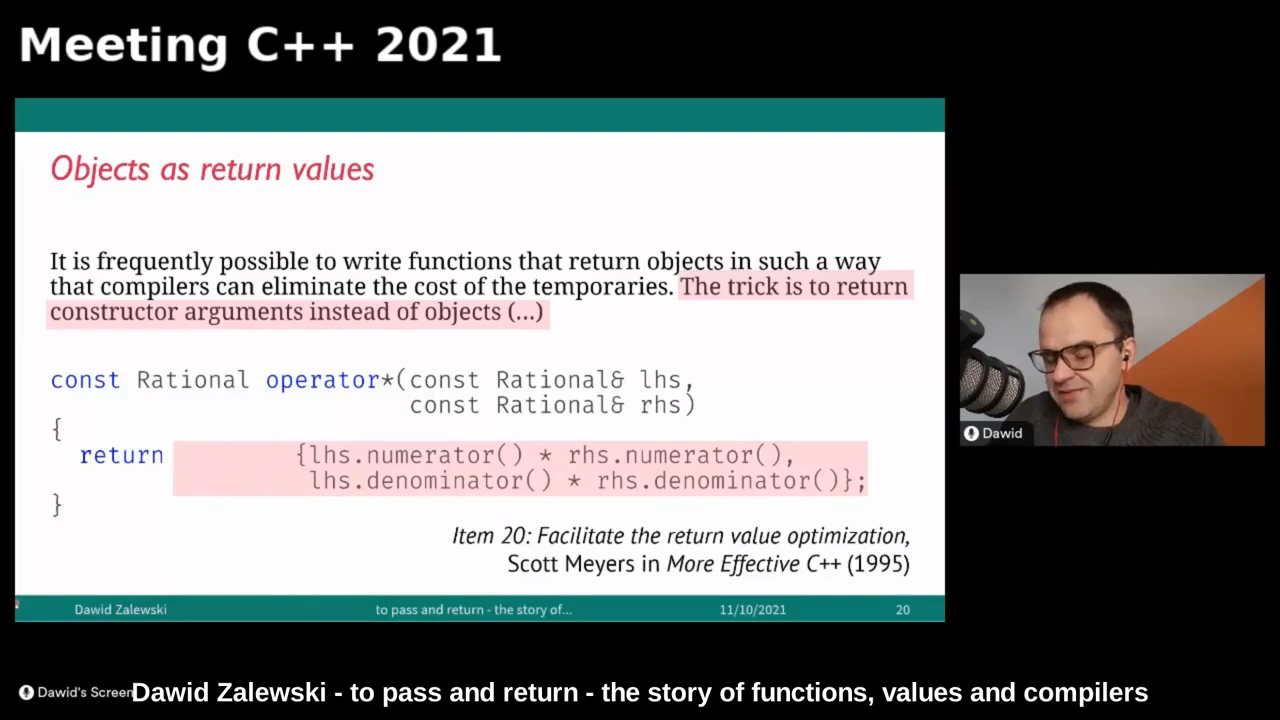 Meeting C++ 2021
Objects as return values
It is frequently possible to write functions that return objects in such a way
that compilers can eliminate the cost of the temporaries. The trick is to return
constructor arguments instead of objects (...)
const Rational operator*(const Rational& lhs,
const Rational& rhs)
{
return {lhs.numerator() * rhs.numerator(),
lhs.denominator() * rhs.denominator()};
}
Item 20: Facilitate the return value optimization,
Scott Meyers in More Effective C++ (1995)
Dawid Zalewski to pass and return - the story of... 11/10/2021 20
Dawid
Dawid's Screen
Dawid Zalewski - to pass and return - the story of functions, values and compilers